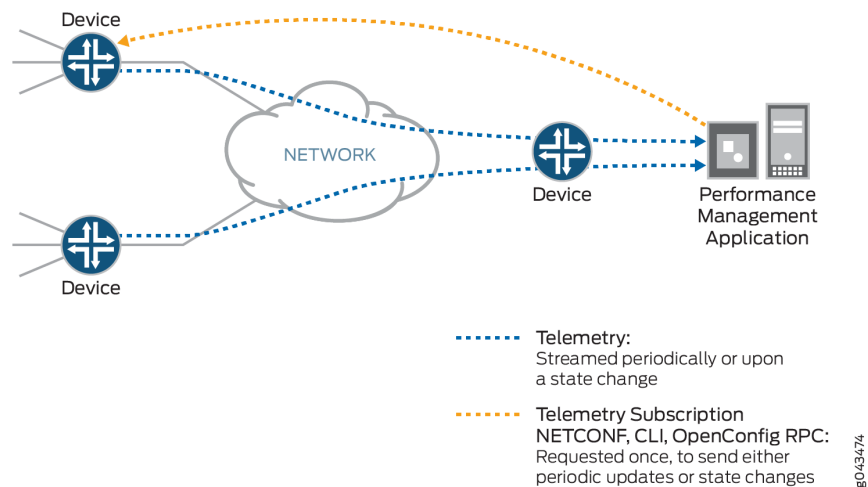 Device
NETWORK
Device
Performance
Management
Application
Device
Telemetry:
Streamed periodically or upon
a state change
Telemetry Subscription
NETCONF, CLI, OpenConfig RPC:
Requested once, to send either
periodic updates or state changes
g043474